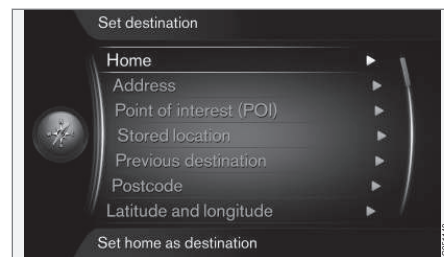 Set destination
Home
Address
Point of interest (POI)
Stored location
Previous destination
Postcode
Latitude and longitude
Set home as destination